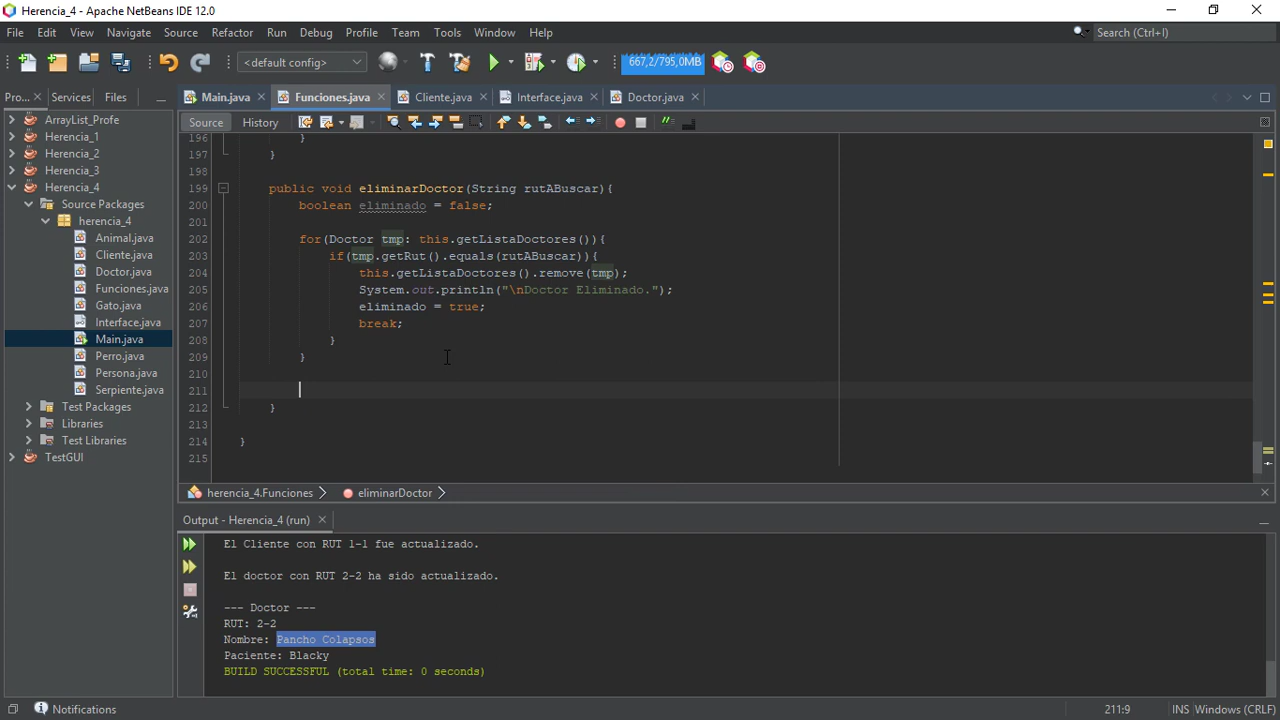 Herencia_4 - Apache NetBeans IDE 12.0
File Edit View Navigate Source Refactor Run Debug Profile Team Tools Window Help
Search (Ctrl+I)
<default config>
667,2/795,0MB
Pro...
Services
Files
Main.java
Funciones.java
Cliente.java
Interface.java
Doctor.java
Source
History
ArrayList_Profe
Herencia_1
Herencia_2
Herencia_3
Herencia_4
Source Packages
herencia_4
Animal.java
Cliente.java
Doctor.java
Funciones.java
Gato.java
Interface.java
Main.java
Perro.java
Persona.java
Serpiente.java
Test Packages
Libraries
Test Libraries
TestGUI
196 }
197 }
198
199 public void eliminarDoctor(String rutABuscar){
200 boolean eliminado = false;
201
202 for(Doctor tmp: this.getListaDoctores()){
203 if(tmp.getRut().equals(rutABuscar)){
204 this.getListaDoctores().remove(tmp);
205 System.out.println("\nDoctor Eliminado.");
206 eliminado = true;
207 break;
208 }
209 }
210
211
212 }
213
214 }
215
herencia_4.Funciones
eliminarDoctor
Output - Herencia_4 (run)
El Cliente con RUT 1-1 fue actualizado.
El doctor con RUT 2-2 ha sido actualizado.
--- Doctor ---
RUT: 2-2
Nombre: Pancho Colapsos
Paciente: Blacky
BUILD SUCCESSFUL (total time: 0 seconds)
Notifications
211:9
INS
Windows (CRLF)